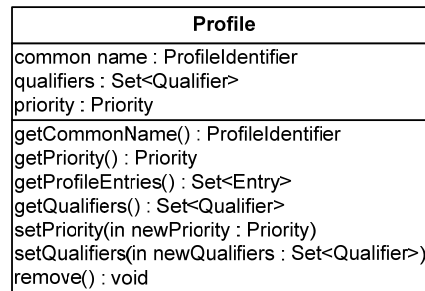 Profile
common name : ProfileIdentifier
qualifiers : Set<Qualifier>
priority : Priority
getCommonName() : ProfileIdentifier
getPriority() : Priority
getProfileEntries() : Set<Entry>
getQualifiers() : Set<Qualifier>
setPriority(in newPriority : Priority)
setQualifiers(in newQualifiers : Set<Qualifier>)
remove() : void